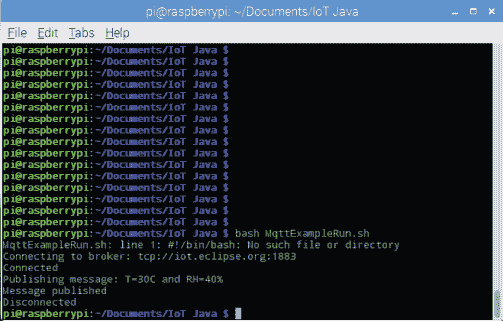 pi@raspberrypi: ~/Documents/IoT Java
File Edit Tabs Help
pi@raspberrypi:~/Documents/IoT Java $
pi@raspberrypi:~/Documents/IoT Java $
pi@raspberrypi:~/Documents/IoT Java $
pi@raspberrypi:~/Documents/IoT Java $
pi@raspberrypi:~/Documents/IoT Java $
pi@raspberrypi:~/Documents/IoT Java $
pi@raspberrypi:~/Documents/IoT Java $
pi@raspberrypi:~/Documents/IoT Java $
pi@raspberrypi:~/Documents/IoT Java $
pi@raspberrypi:~/Documents/IoT Java $
pi@raspberrypi:~/Documents/IoT Java $
pi@raspberrypi:~/Documents/IoT Java $
pi@raspberrypi:~/Documents/IoT Java $
pi@raspberrypi:~/Documents/IoT Java $
pi@raspberrypi:~/Documents/IoT Java $ bash MqttExampleRun.sh
MqttExampleRun.sh: line 1: #!/bin/bash: No such file or directory
Connecting to broker: tcp://iot.eclipse.org:1883
Connected
Publishing message: T=30C and RH=40%
Message published
Disconnected
pi@raspberrypi:~/Documents/IoT Java $